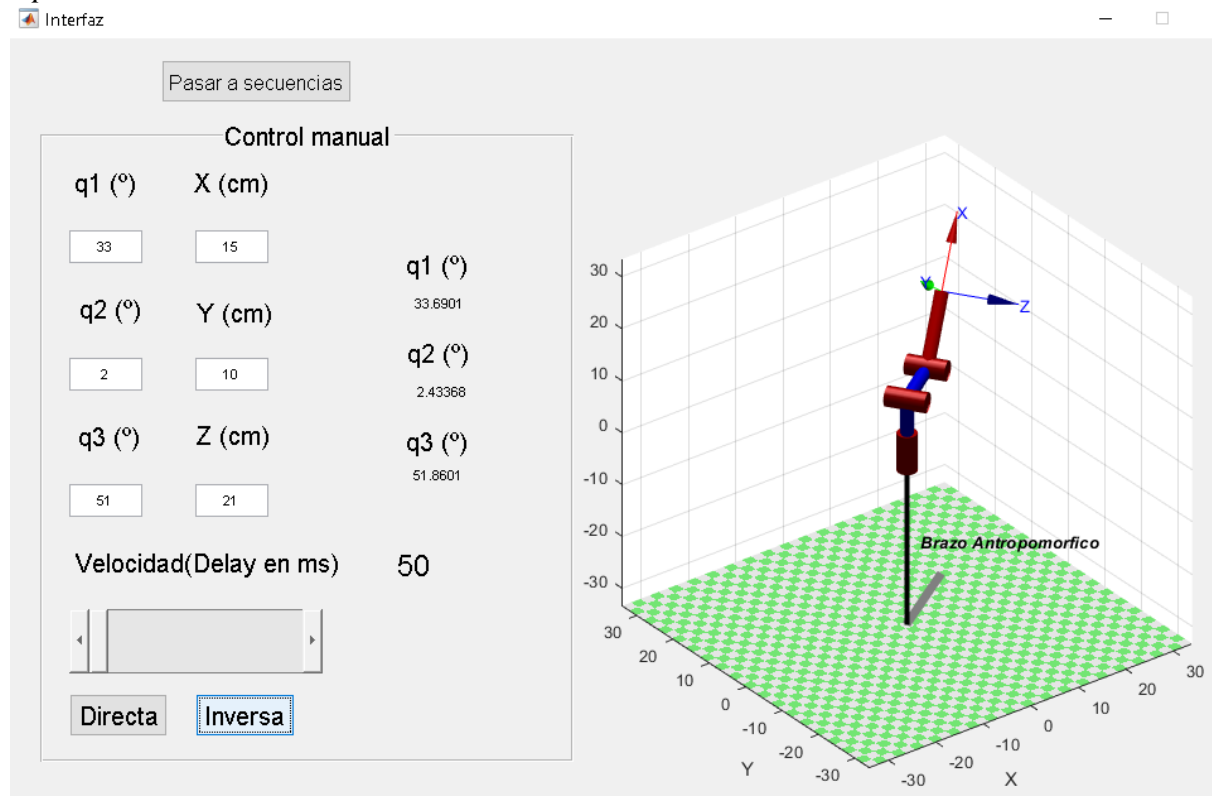 Interfaz
Pasar a secuencias
Control manual
q1 (º) X (cm)
33 15
q1 (º)
33.6901
q2 (º) Y (cm)
q2 (º)
2 10
2.43368
q3 (º) Z (cm)
q3 (º)
51.8601
51 21
Velocidad(Delay en ms) 50
Directa Inversa
X
Y
Z
30
20
10
0
-10
-20
-30
Brazo Antropomorfico
30
20
10
0
-10
-20
-30
Y
30
20
10
0
-10
-20
-30
X